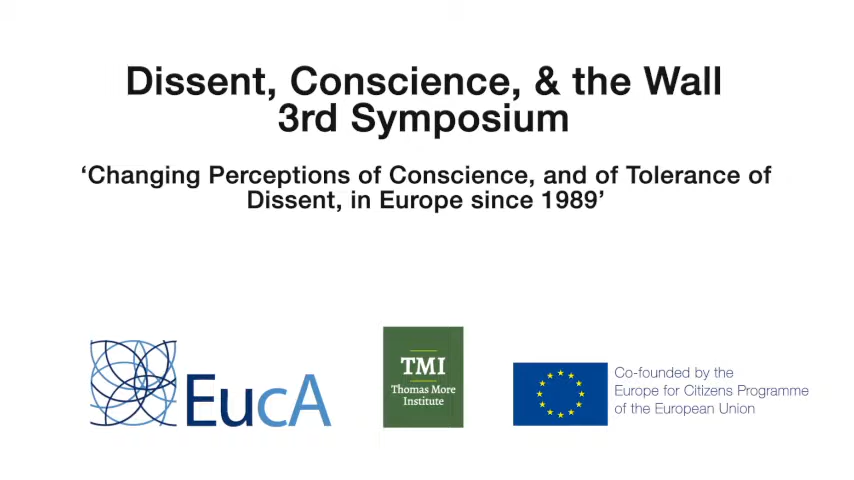 Dissent, Conscience, & the Wall
3rd Symposium
‘Changing Perceptions of Conscience, and of Tolerance of
Dissent, in Europe since 1989’
EucA
TMI
Thomas More
Institute
Co-founded by the
Europe for Citizens Programme
of the European Union